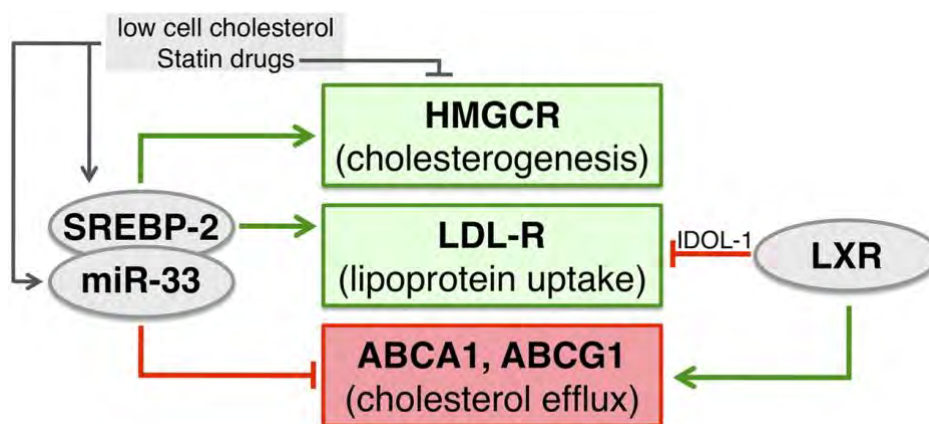 low cell cholesterol
Statin drugs
HMGCR
(cholesterogenesis)
SREBP-2
miR-33
LDL-R
(lipoprotein uptake)
IDOL-1
LXR
ABCA1, ABCG1
(cholesterol efflux)